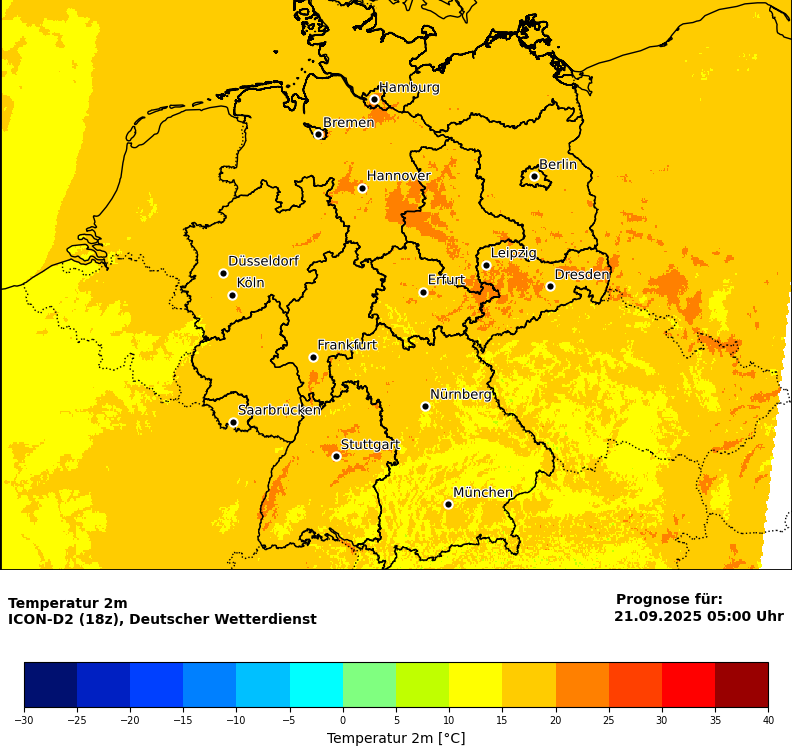 Hamburg
Bremen
Berlin
Hannover
Leipzig
Düsseldorf
Dresden
Köln
Erfurt
Frankfurt
Nürnberg
Saarbrücken
Stuttgart
München
Temperatur 2m
ICON-D2 (18z), Deutscher Wetterdienst
Prognose für:
21.09.2025 05:00 Uhr
−30 −25 −20 −15 −10 −5 0 5 10 15 20 25 30 35 40
Temperatur 2m [°C]